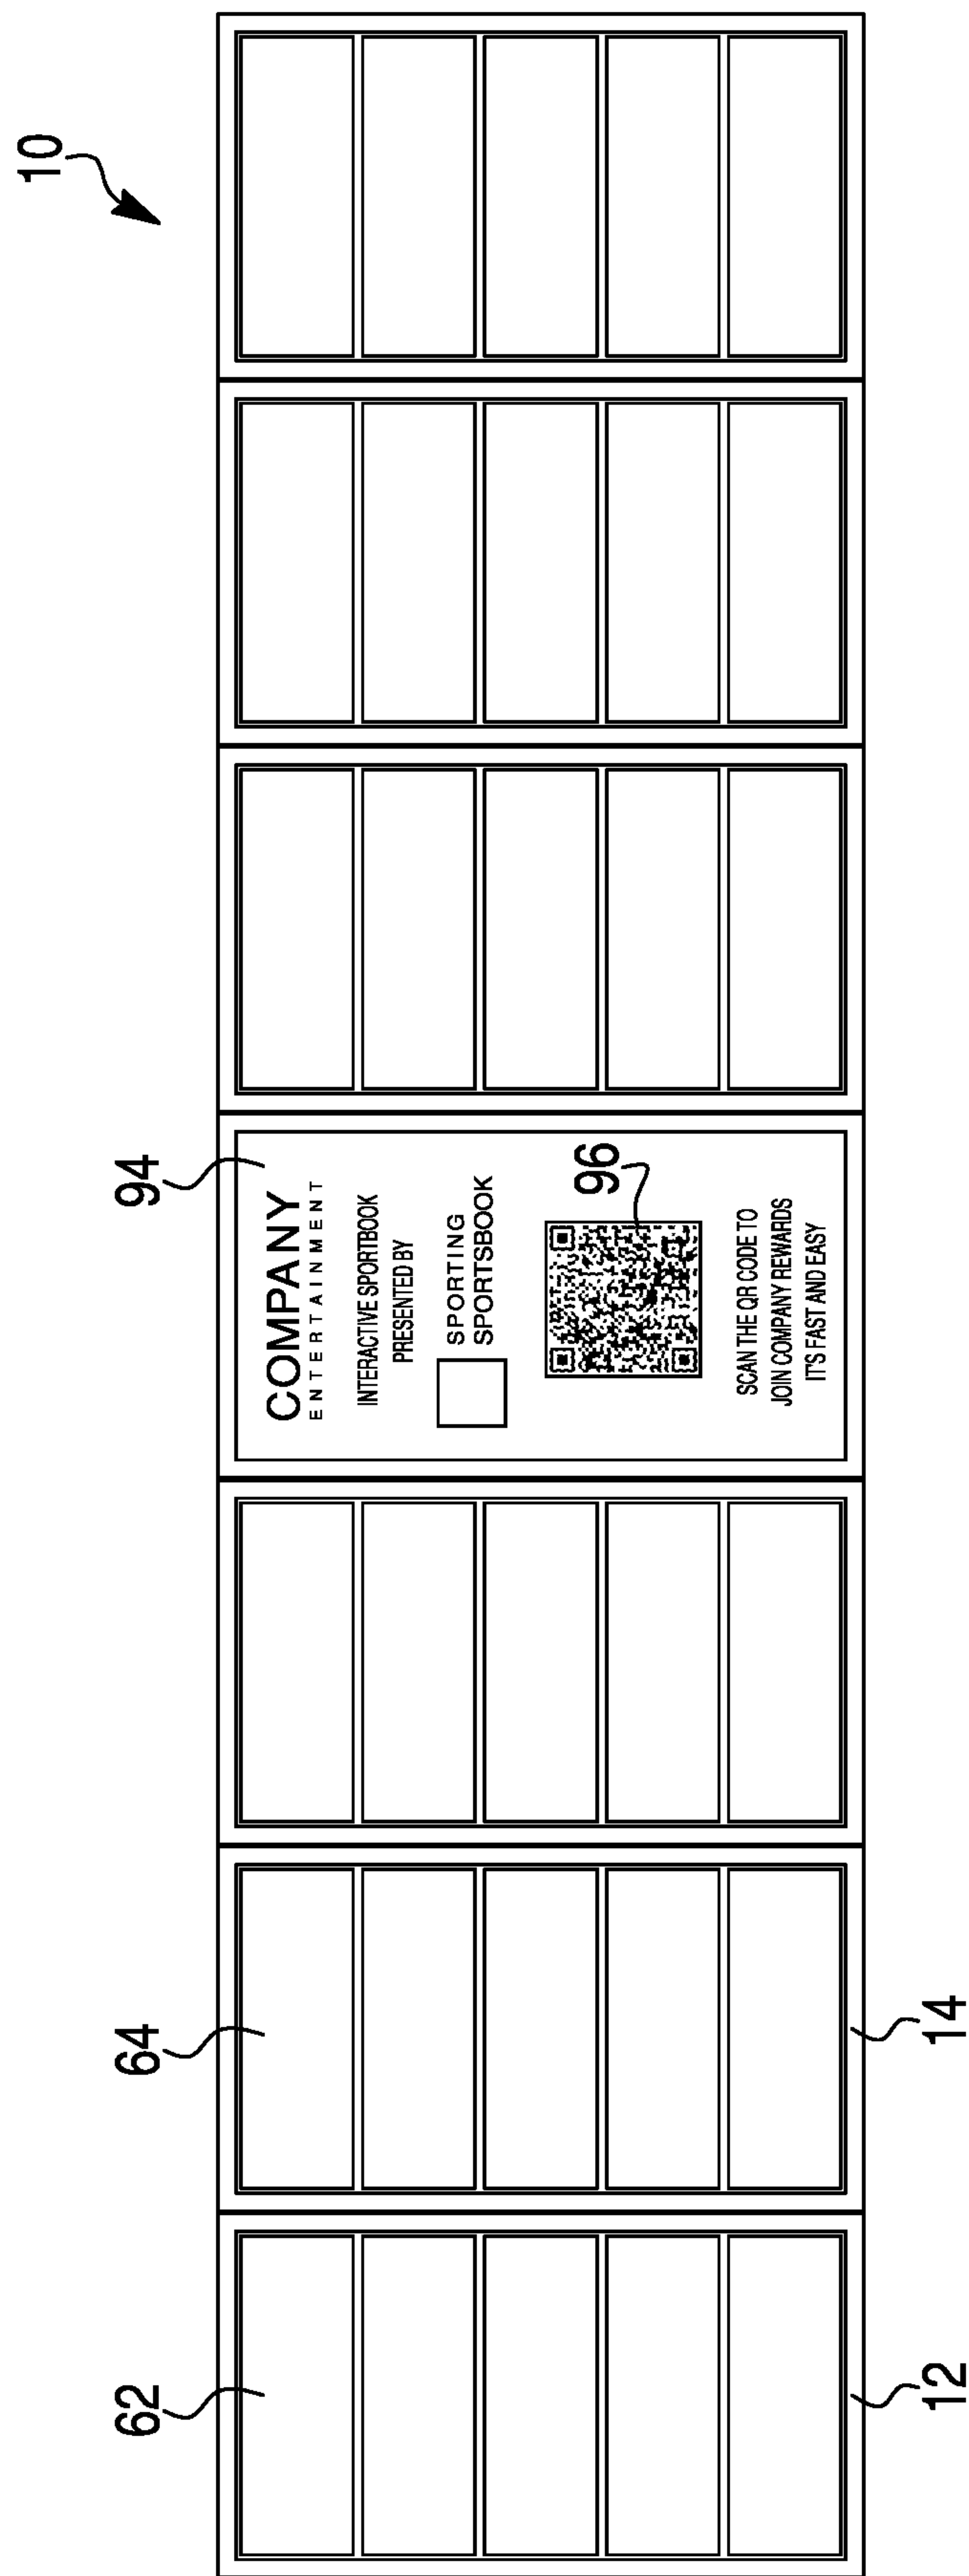 10
62
64
94
COMPANY
ENTERTAINMENT
INTERACTIVE SPORTBOOK
PRESENTED BY
SPORTING
SPORTSBOOK
96
SCAN THE QR CODE TO
JOIN COMPANY REWARDS
IT'S FAST AND EASY
12
14